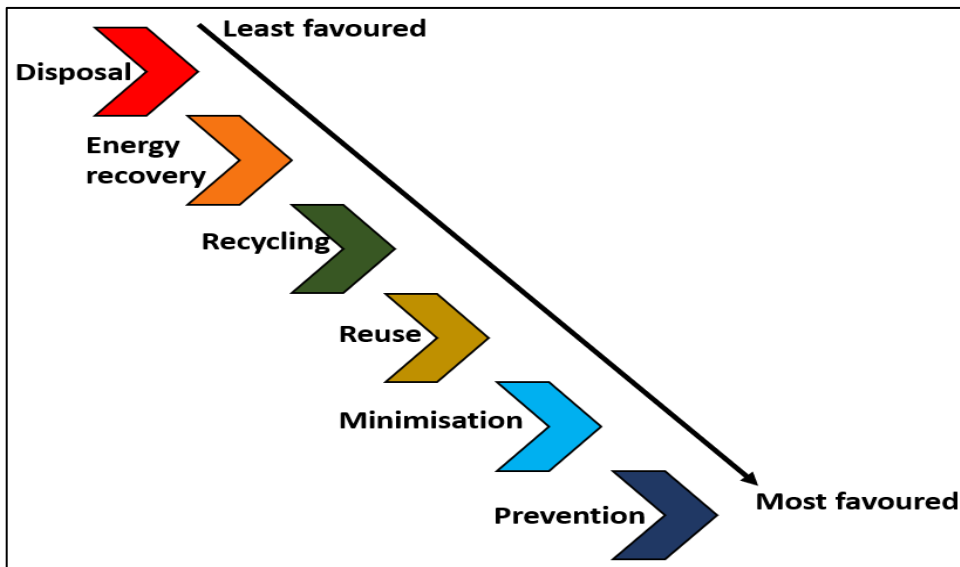 Least favoured
Disposal
Energy
recovery
Recycling
Reuse
Minimisation
Prevention
Most favoured